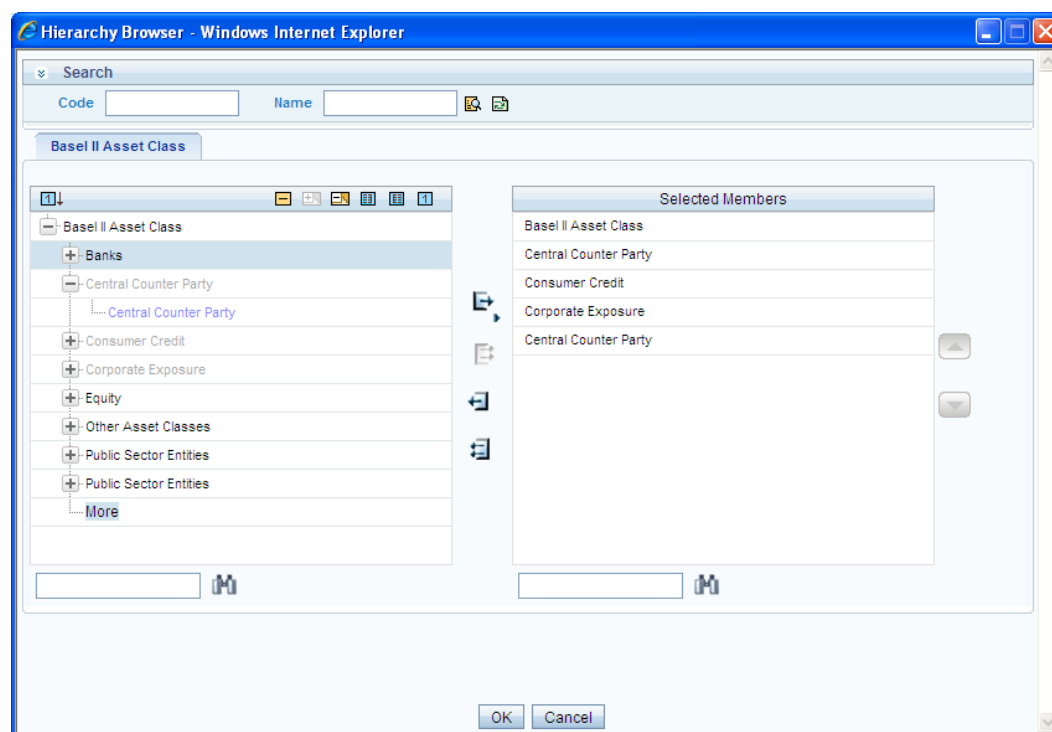 Hierarchy Browser - Windows Internet Explorer
Search
Code Name
Basel II Asset Class
Selected Members
Basel II Asset Class
Banks
Central Counter Party
Central Counter Party
Consumer Credit
Corporate Exposure
Equity
Other Asset Classes
Public Sector Entities
Public Sector Entities
More
Basel II Asset Class
Central Counter Party
Consumer Credit
Corporate Exposure
Central Counter Party
OK Cancel